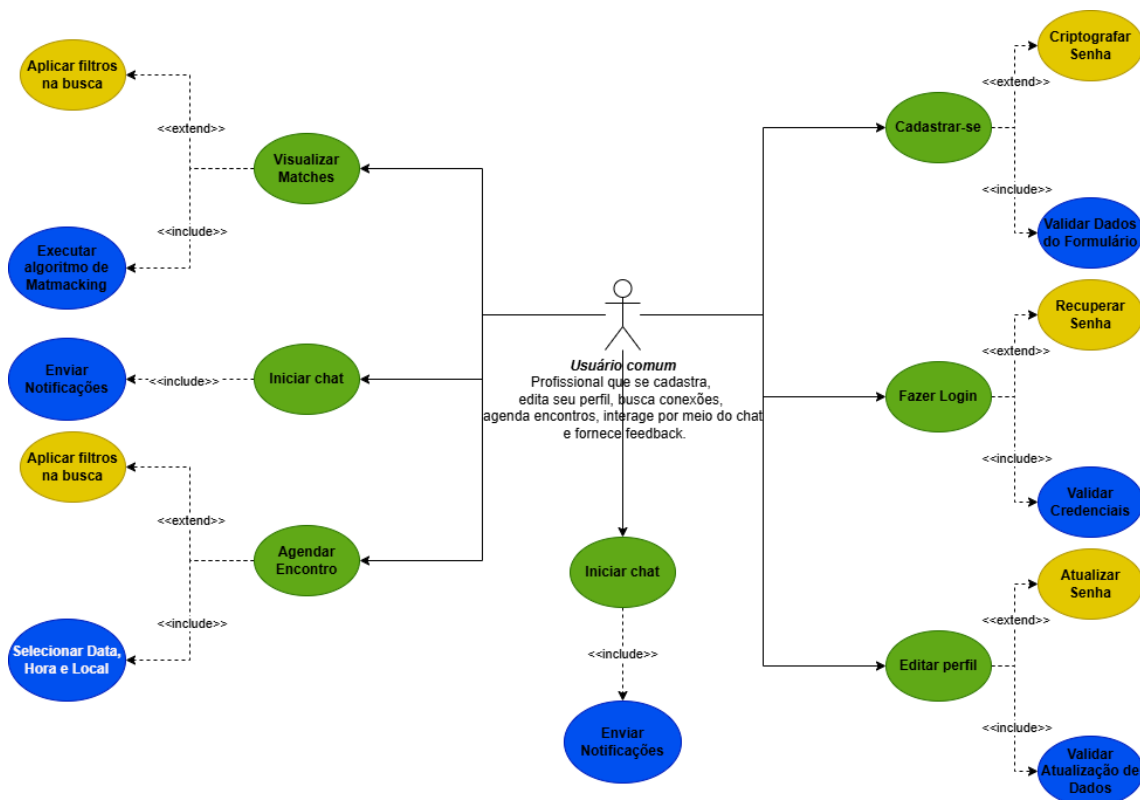 Criptografar
Senha
Aplicar filtros
na busca
<<extend>>
<<extend>>
Cadastrar-se
Visualizar
Matches
<<include>>
<<include>>
Validar Dados
do Formulário
Executar
algoritmo de
Matmacking
Recuperar
Senha
<<extend>>
Usuário comum
Profissional que se cadastra,
edita seu perfil, busca conexões,
agenda encontros, interage por meio do chat
e fornece feedback.
Enviar
Notificações
<<include>>
Iniciar chat
Fazer Login
<<include>>
Aplicar filtros
na busca
<<extend>>
Validar
Credenciais
Agendar
Encontro
Iniciar chat
Atualizar
Senha
<<extend>>
<<include>>
Selecionar Data,
Hora e Local
<<include>>
Editar perfil
<<include>>
Enviar
Notificações
Validar
Atualização de
Dados